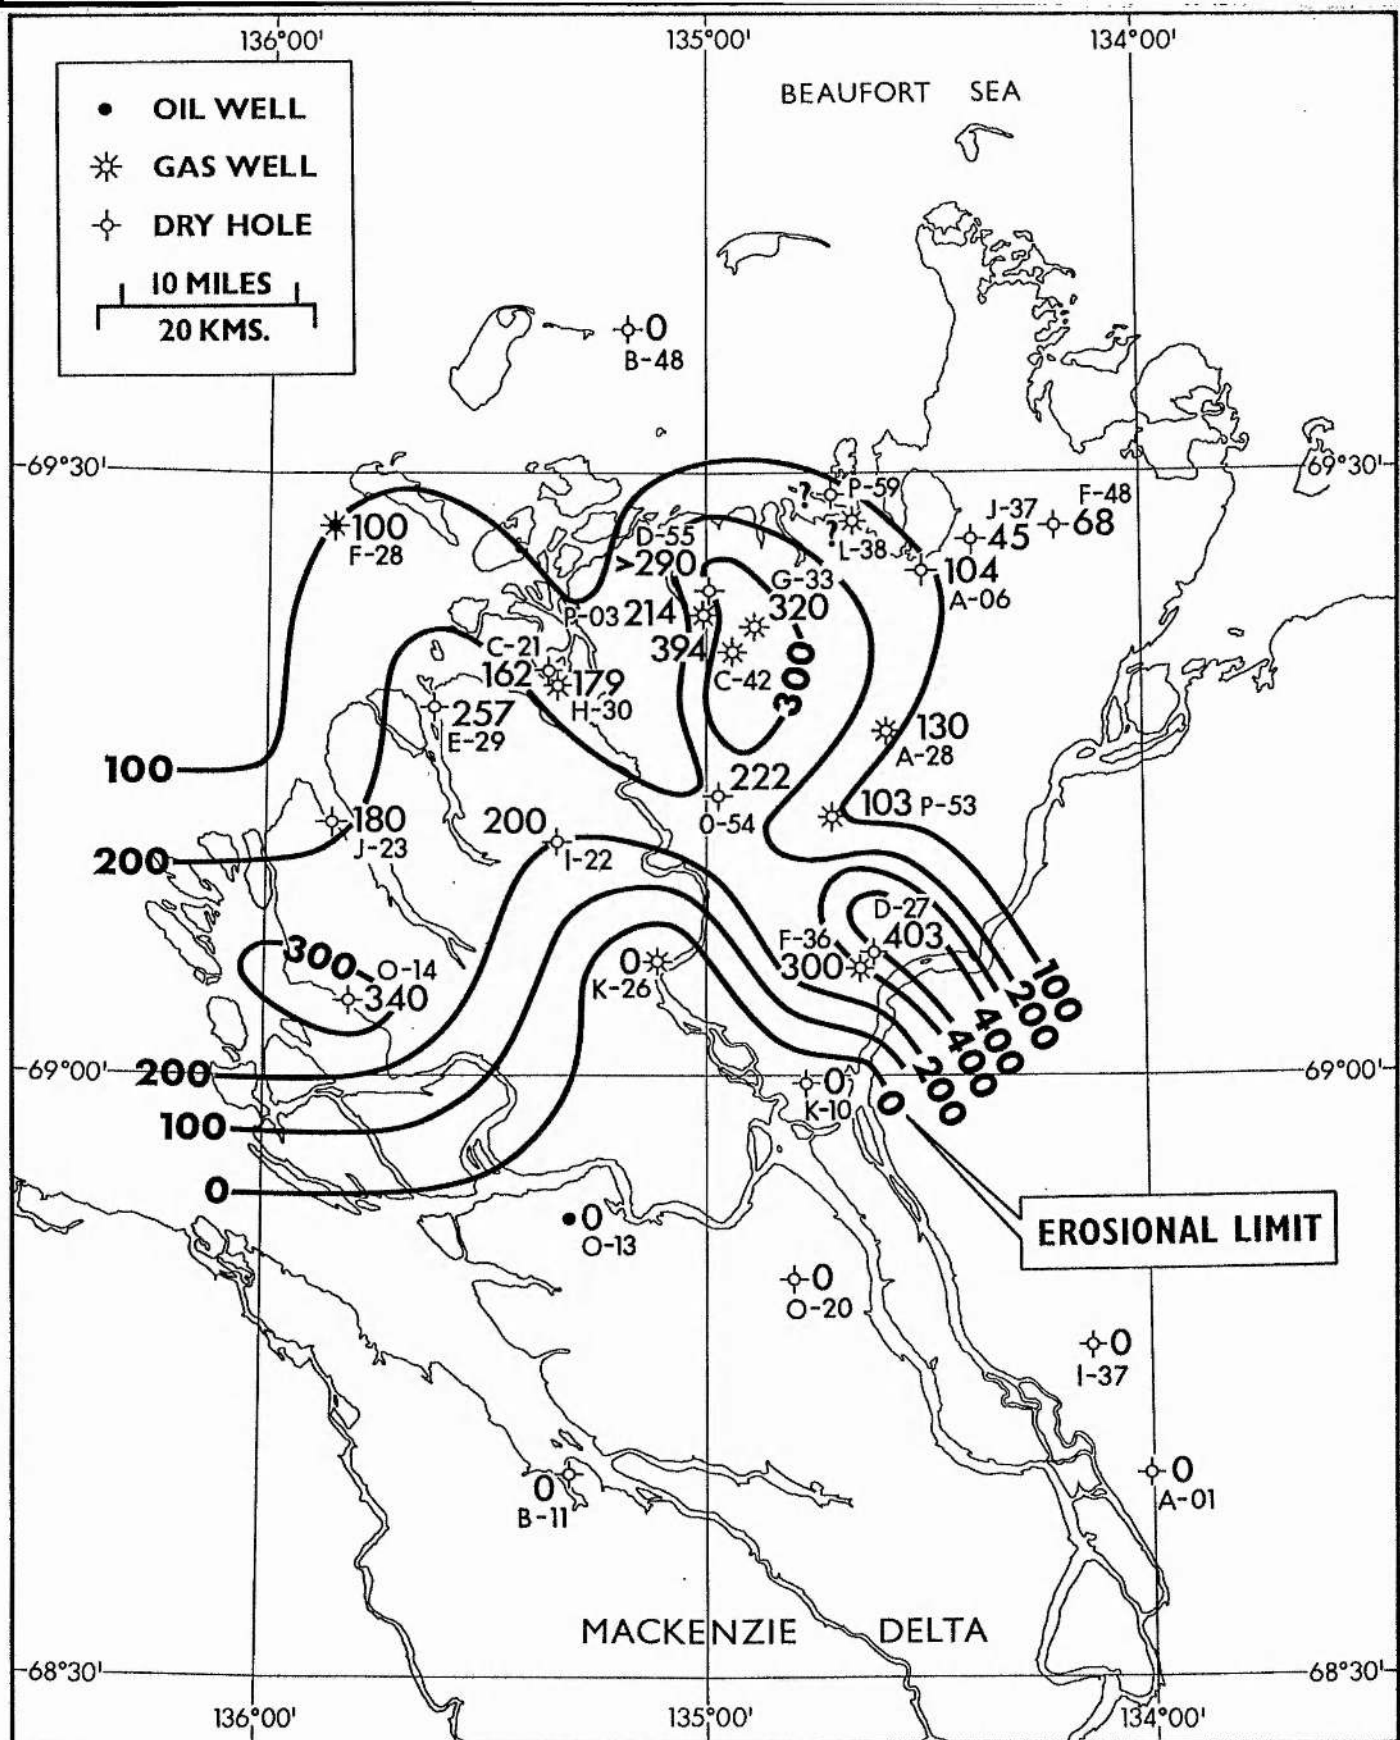 136°00'
135°00'
134°00'
BEAUFORT SEA
OIL WELL
GAS WELL
DRY HOLE
10 MILES
20 KMS.
0
B-48
69°30'
69°30'
P-59
?
?
L-38
J-37
45
F-48
68
100
F-28
D-55
>290
G-33
320
104
A-06
P-03 214
394
C-42
300
C-21
162
179
H-30
257
E-29
130
A-28
100
222
O-54
103 P-53
180
J-23
200
I-22
200
D-27
403
F-36
300
300
O-14
340
0
K-26
100
200
400
400
200
0
69°00'
69°00'
200
0
K-10
100
0
EROSIONAL LIMIT
0
O-13
0
O-20
0
I-37
0
A-01
0
B-11
MACKENZIE DELTA
68°30'
68°30'
136°00'
135°00'
134°00'